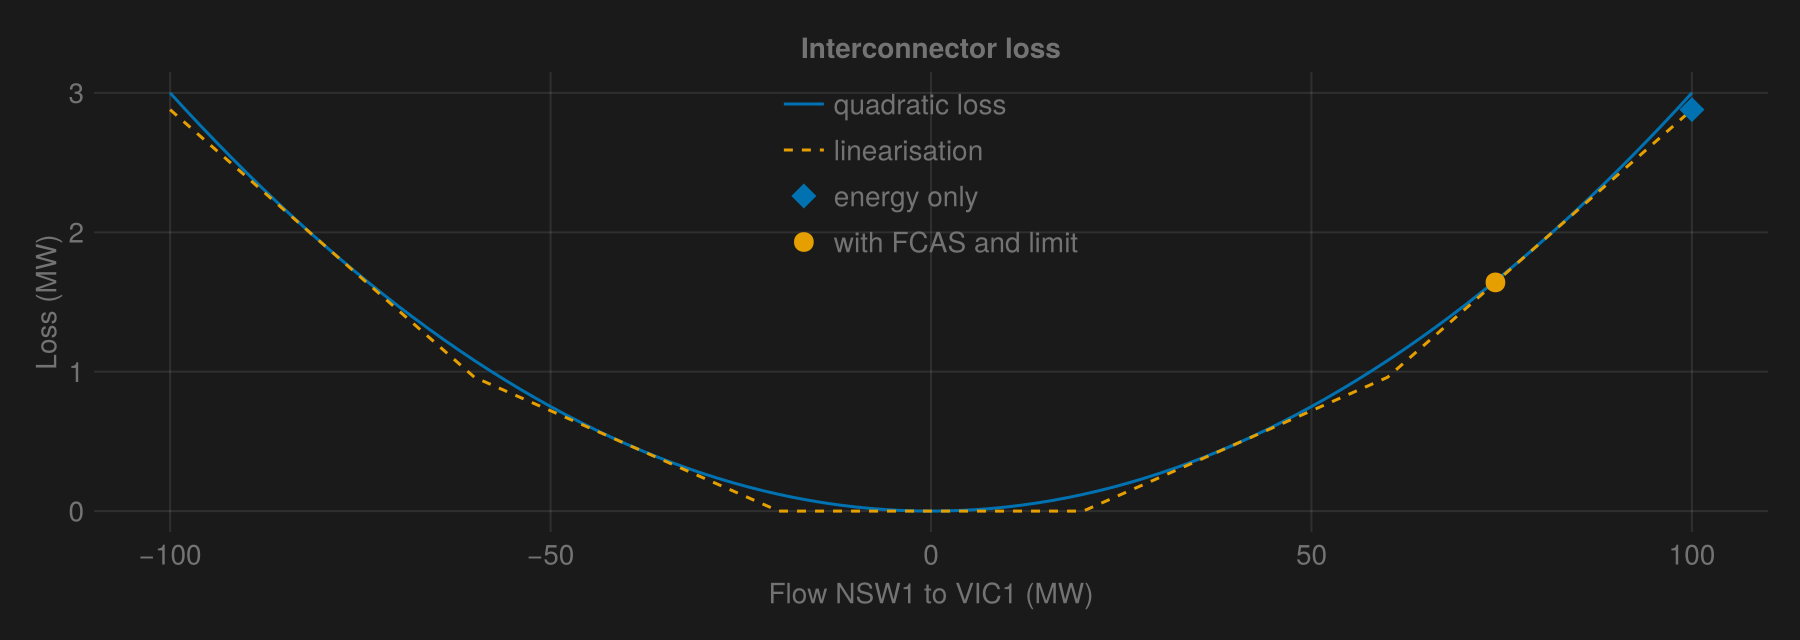 Interconnector loss
quadratic loss
linearisation
energy only
with FCAS and limit
Loss (MW)
3
2
1
0
−100
−50
0
50
100
Flow NSW1 to VIC1 (MW)